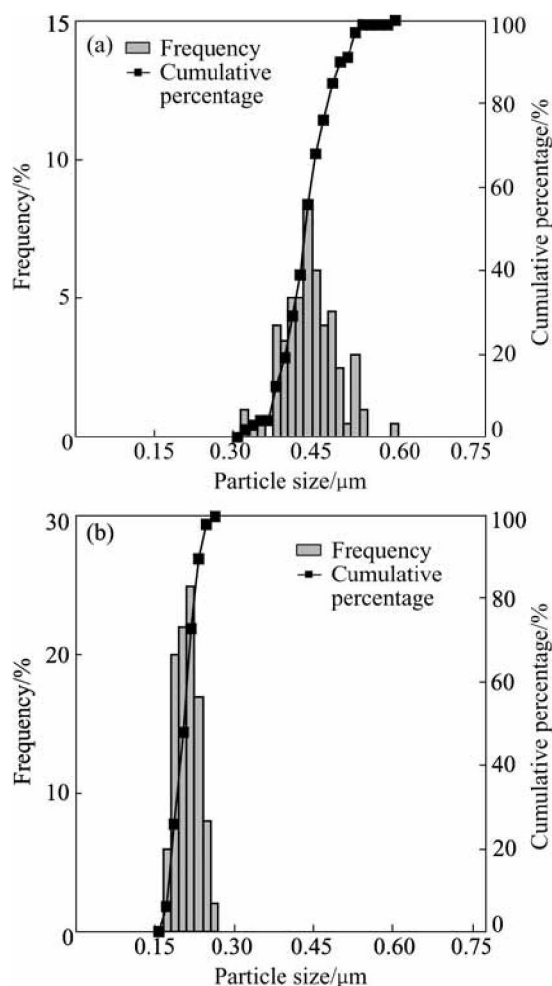 15
(a)
Frequency
Cumulative
percentage
100
80
10
60
Frequency/%
Cumulative percentage/%
5
40
20
0
0
0.15
0.30
0.45
0.60
0.75
Particle size/μm
30
(b)
Frequency
Cumulative
percentage
100
80
20
60
Frequency/%
Cumulative percentage/%
10
40
20
0
0
0.15
0.30
0.45
0.60
0.75
Particle size/μm